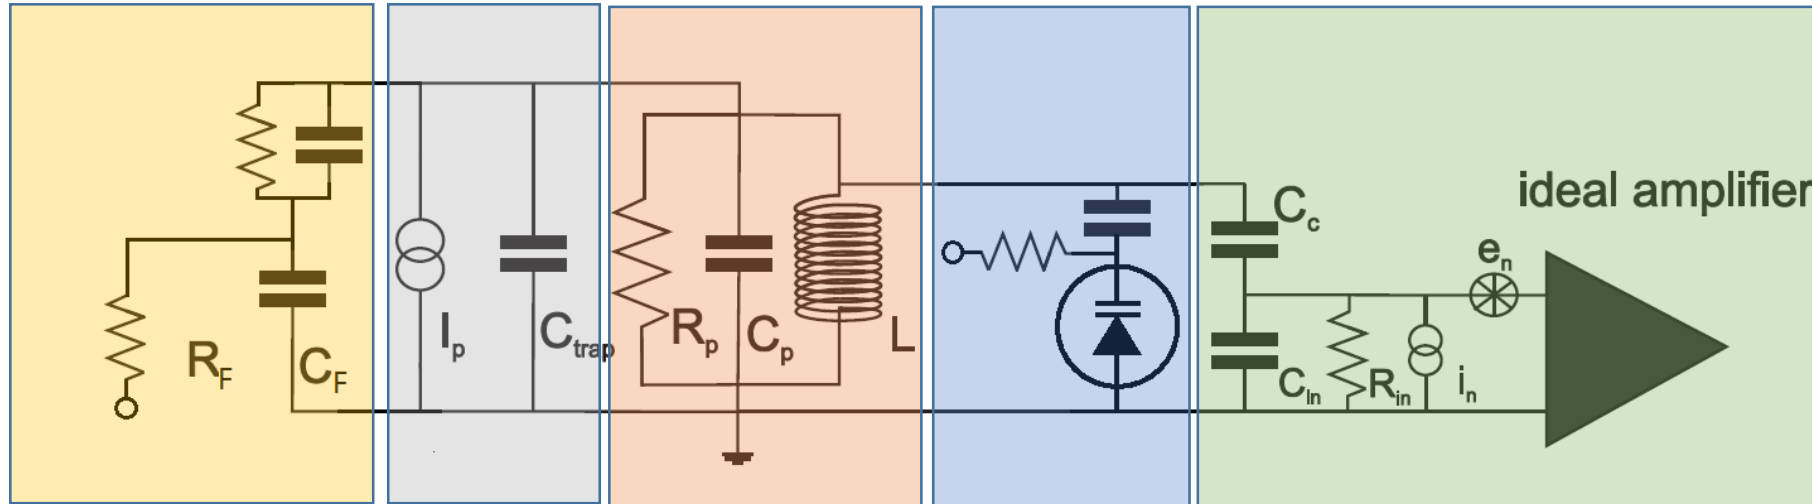 R_F
C_F
I_p
C_trap
R_p
C_p
L
C_c
C_in
R_in
i_n
e_n
ideal amplifier